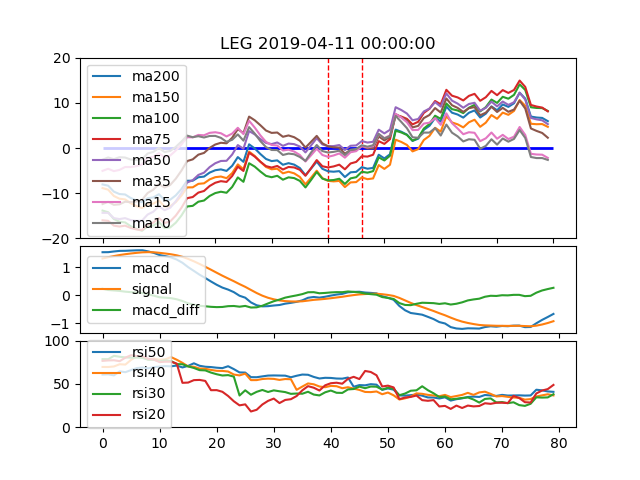 LEG 2019-04-11 00:00:00
20
10
0
−10
−20
ma200
ma150
ma100
ma75
ma50
ma35
ma15
ma10
1
0
−1
macd
signal
macd_diff
100
50
0
rsi50
rsi40
rsi30
rsi20
0 10 20 30 40 50 60 70 80